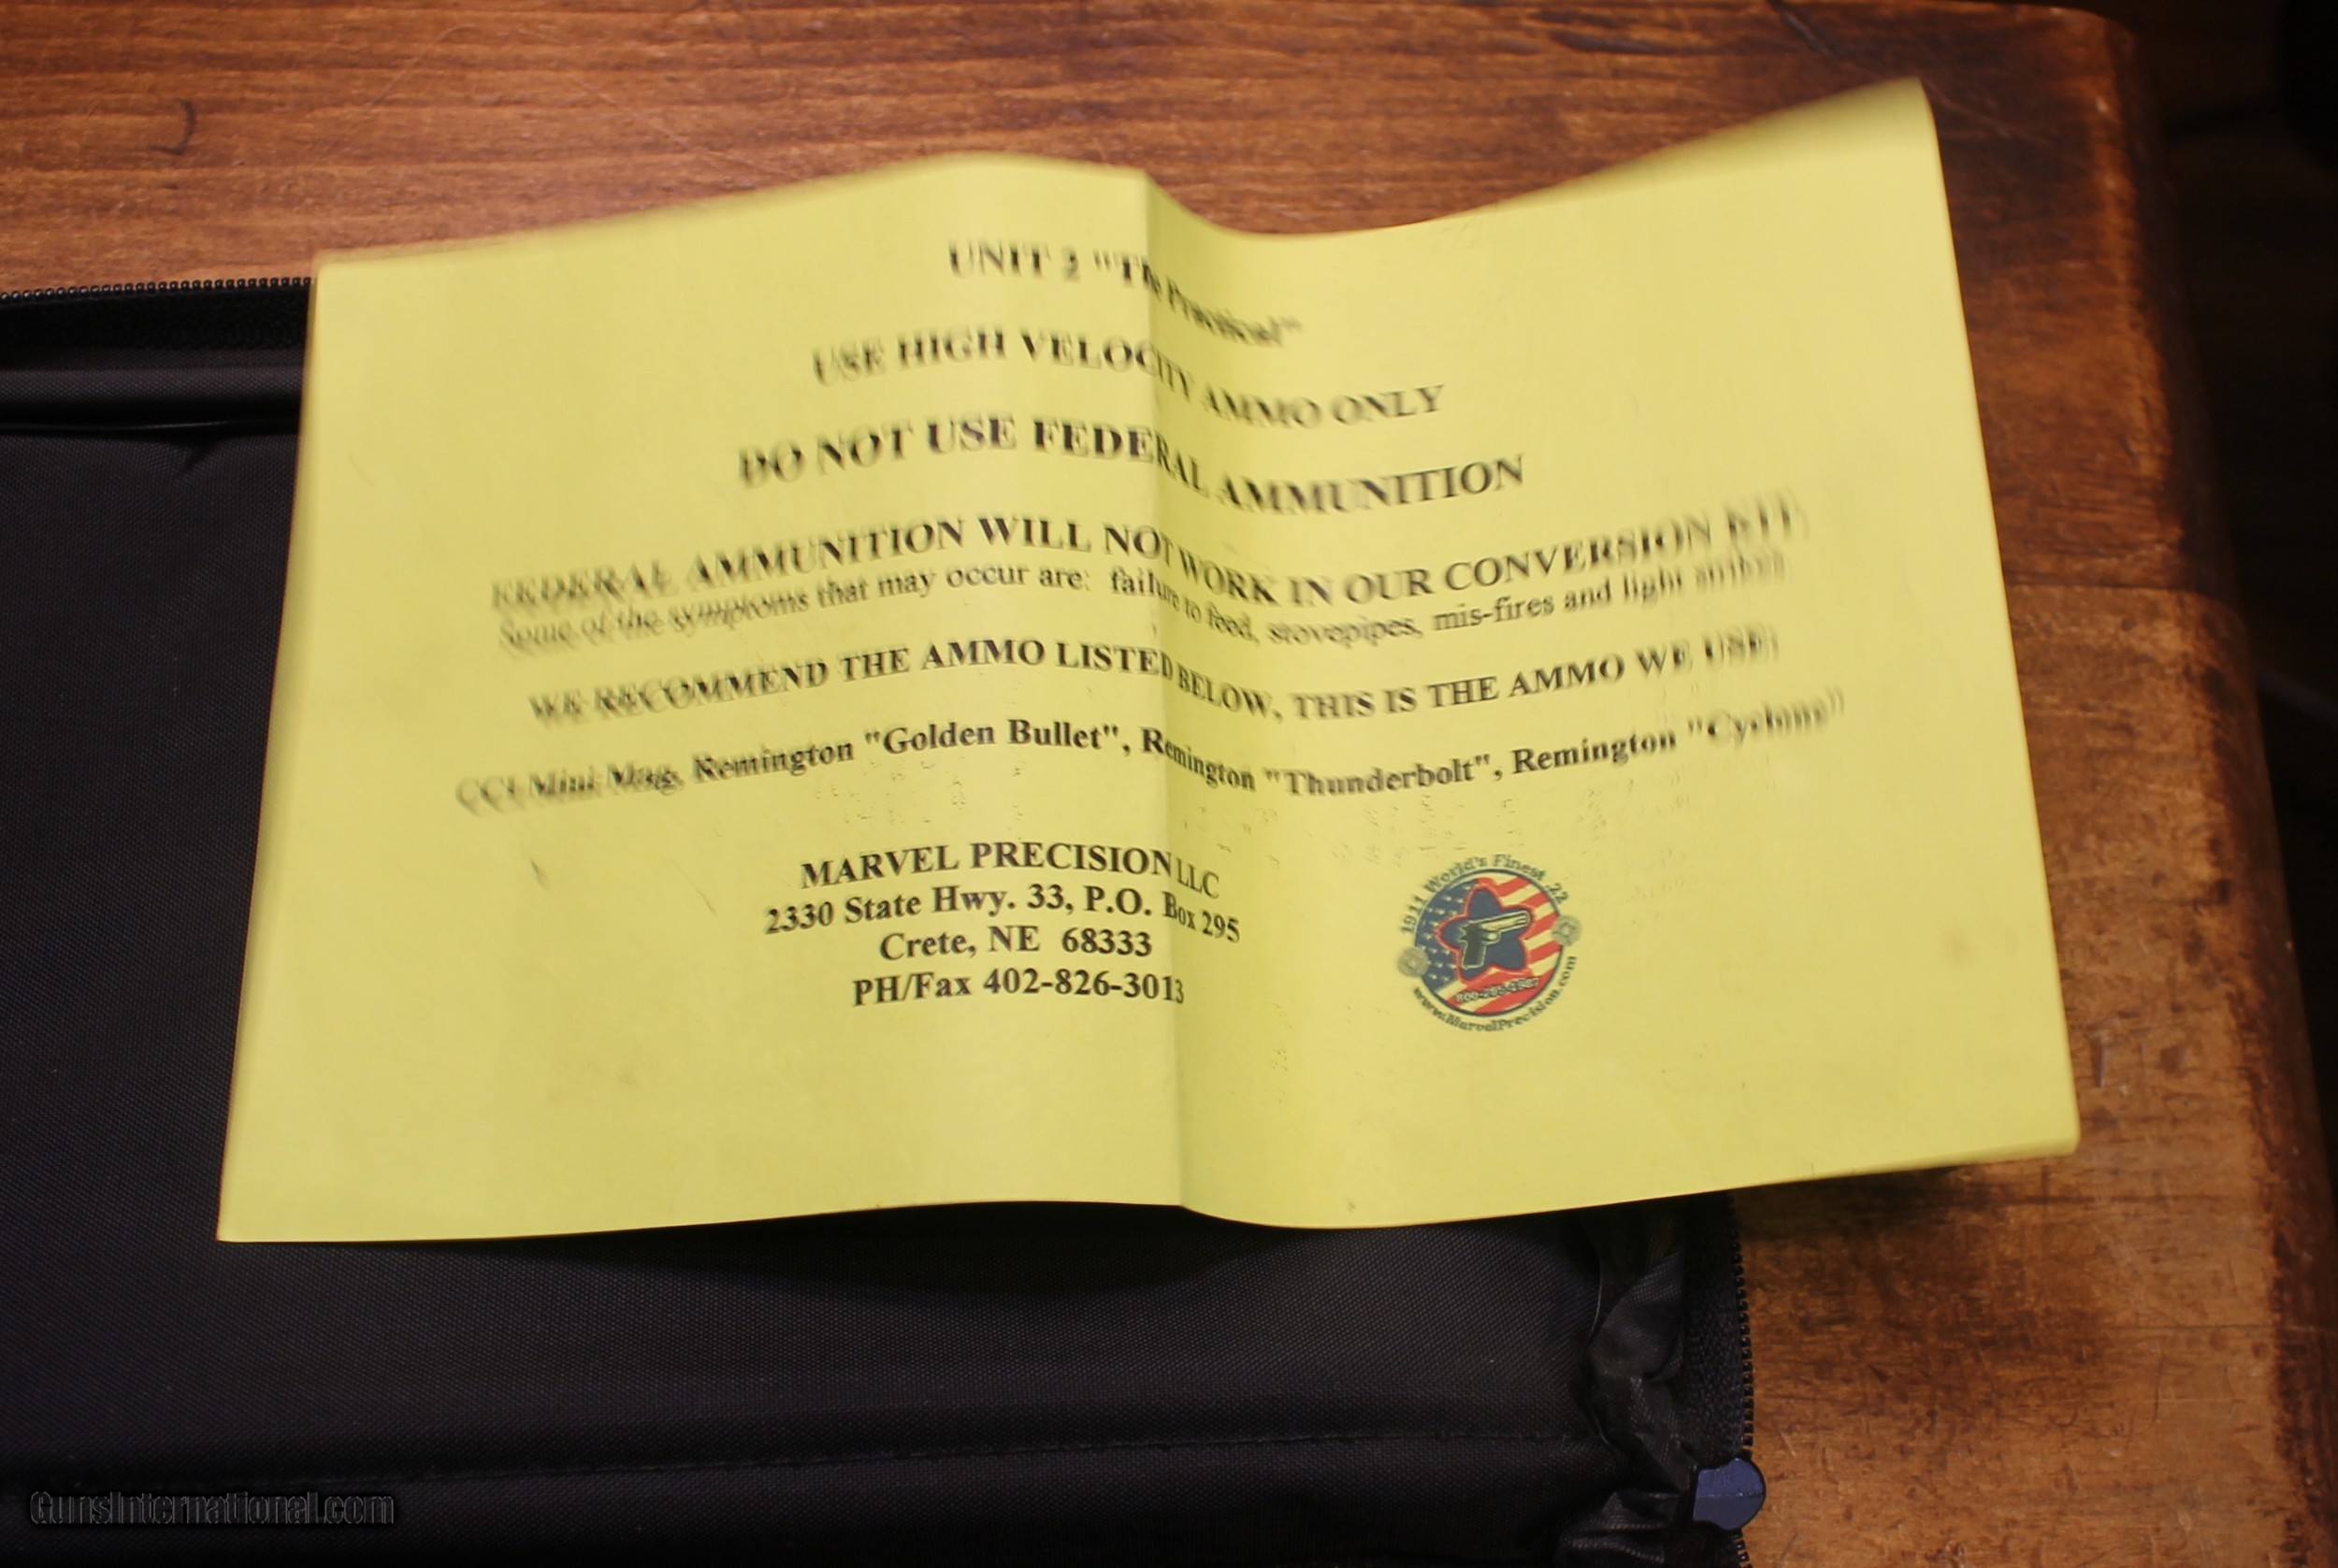 UNIT 2 "The Practical"
USE HIGH VELOCITY AMMO ONLY
DO NOT USE FEDERAL AMMUNITION
FEDERAL AMMUNITION WILL NOT WORK IN OUR CONVERSION KIT
Some of the symptoms that may occur are: failure to feed, stovepipes, mis-fires and light strikes
WE RECOMMEND THE AMMO LISTED BELOW, THIS IS THE AMMO WE USE!
CCI Mini Mag, Remington "Golden Bullet", Remington "Thunderbolt", Remington "Cyclone"
MARVEL PRECISION LLC
2330 State Hwy. 33, P.O. Box 295
Crete, NE 68333
PH/Fax 402-826-3013
1911 World's Finest .22
www.MarvelPrecision.com
GunsInternational.com